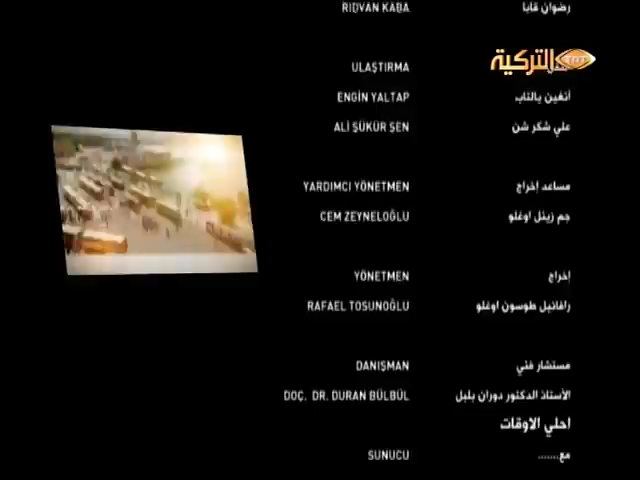 RIDVAN KABA رضوان قابا
التركية TRT
ULAŞTIRMA
ENGİN YALTAP أنغين يالتاب
ALİ ŞÜKÜR ŞEN علي شكر شن
YARDIMCI YÖNETMEN مساعد إخراج
CEM ZEYNELOĞLU جم زينل اوغلو
YÖNETMEN إخراج
RAFAEL TOSUNOĞLU رافائيل طوسون اوغلو
DANIŞMAN مستشار فني
DOÇ. DR. DURAN BÜLBÜL الأستاذ الدكتور دوران بلبل
إحلي الاوقات
SUNUCU مع.......